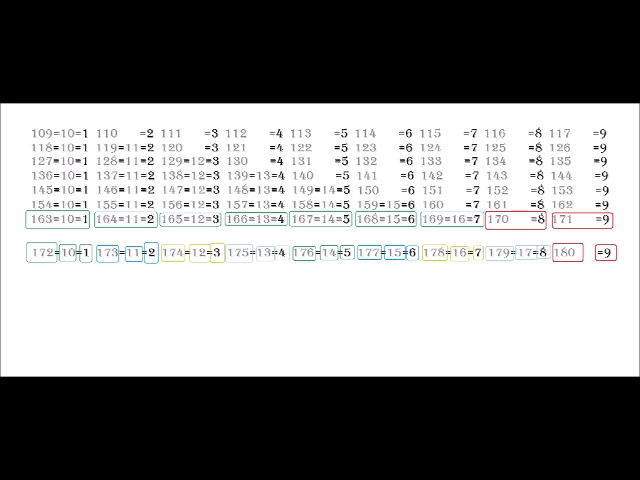 109=10=1 110 =2 111 =3 112 =4 113 =5 114 =6 115 =7 116 =8 117 =9
118=10=1 119=11=2 120 =3 121 =4 122 =5 123 =6 124 =7 125 =8 126 =9
127=10=1 128=11=2 129=12=3 130 =4 131 =5 132 =6 133 =7 134 =8 135 =9
136=10=1 137=11=2 138=12=3 139=13=4 140 =5 141 =6 142 =7 143 =8 144 =9
145=10=1 146=11=2 147=12=3 148=13=4 149=14=5 150 =6 151 =7 152 =8 153 =9
154=10=1 155=11=2 156=12=3 157=13=4 158=14=5 159=15=6 160 =7 161 =8 162 =9
163=10=1 164=11=2 165=12=3 166=13=4 167=14=5 168=15=6 169=16=7 170 =8 171 =9
172=10=1 173=11=2 174=12=3 175=13=4 176=14=5 177=15=6 178=16=7 179=17=8 180 =9